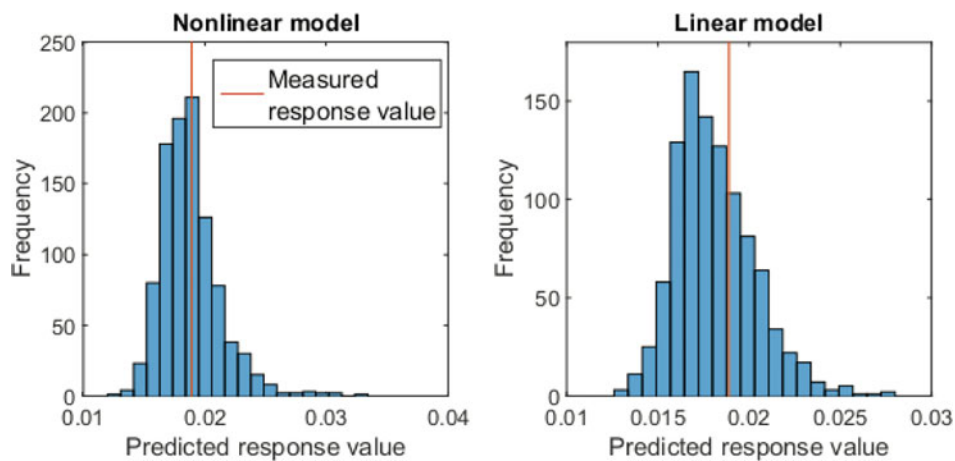 Nonlinear model
250
200
150
100
50
0
0.01
0.02
0.03
0.04
Frequency
Predicted response value
Measured
response value
Linear model
150
100
50
0
0.01
0.015
0.02
0.025
0.03
Frequency
Predicted response value